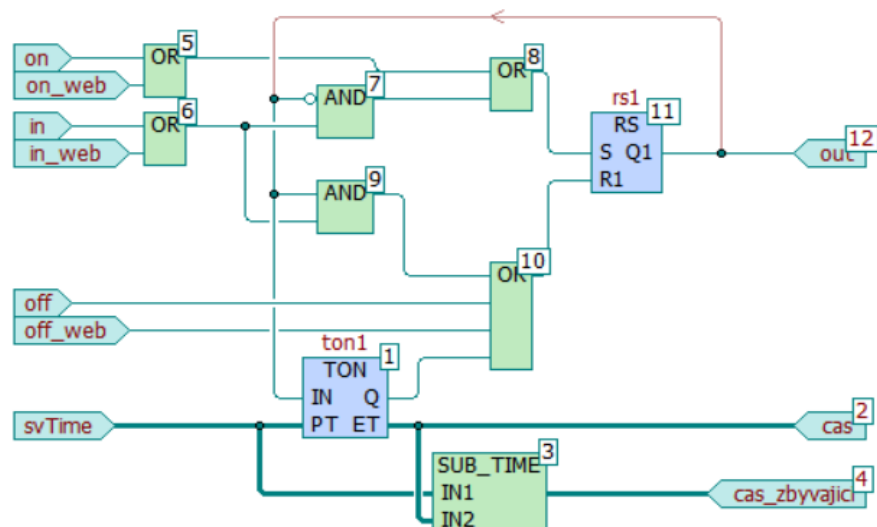 on
OR 5
on_web
in
OR 6
in_web
AND 7
OR 8
rs1
RS 11
S Q1
R1
out 12
AND 9
OR 10
off
off_web
ton1
TON 1
IN Q
PT ET
svTime
cas 2
SUB_TIME 3
IN1
IN2
cas_zbyvajici 4